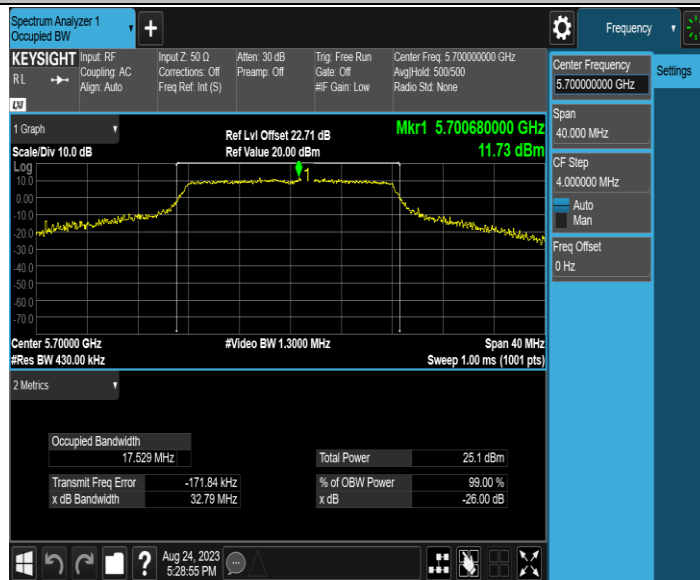 Spectrum Analyzer 1
Occupied BW
+
Frequency
KEYSIGHT
RL
LXI
Input: RF
Coupling: AC
Align: Auto
Input Z: 50 Ω
Corrections: Off
Freq Ref: Int (S)
Atten: 30 dB
Preamp: Off
Trig: Free Run
Gate: Off
#IF Gain: Low
Center Freq: 5.700000000 GHz
Avg|Hold: 500/500
Radio Std: None
Center Frequency
5.700000000 GHz
Settings
Span
40.000 MHz
CF Step
4.000000 MHz
Auto
Man
Freq Offset
0 Hz
1 Graph
Scale/Div 10.0 dB
Ref Lvl Offset 22.71 dB
Ref Value 20.00 dBm
Mkr1 5.700680000 GHz
11.73 dBm
Log
10.0
0.00
-10.0
-20.0
-30.0
-40.0
-50.0
-60.0
-70.0
1
Center 5.70000 GHz
#Video BW 1.3000 MHz
Span 40 MHz
#Res BW 430.00 kHz
Sweep 1.00 ms (1001 pts)
2 Metrics
Occupied Bandwidth
17.529 MHz
Total Power 25.1 dBm
Transmit Freq Error -171.84 kHz
% of OBW Power 99.00 %
x dB Bandwidth 32.79 MHz
x dB -26.00 dB
?
Aug 24, 2023
5:28:55 PM